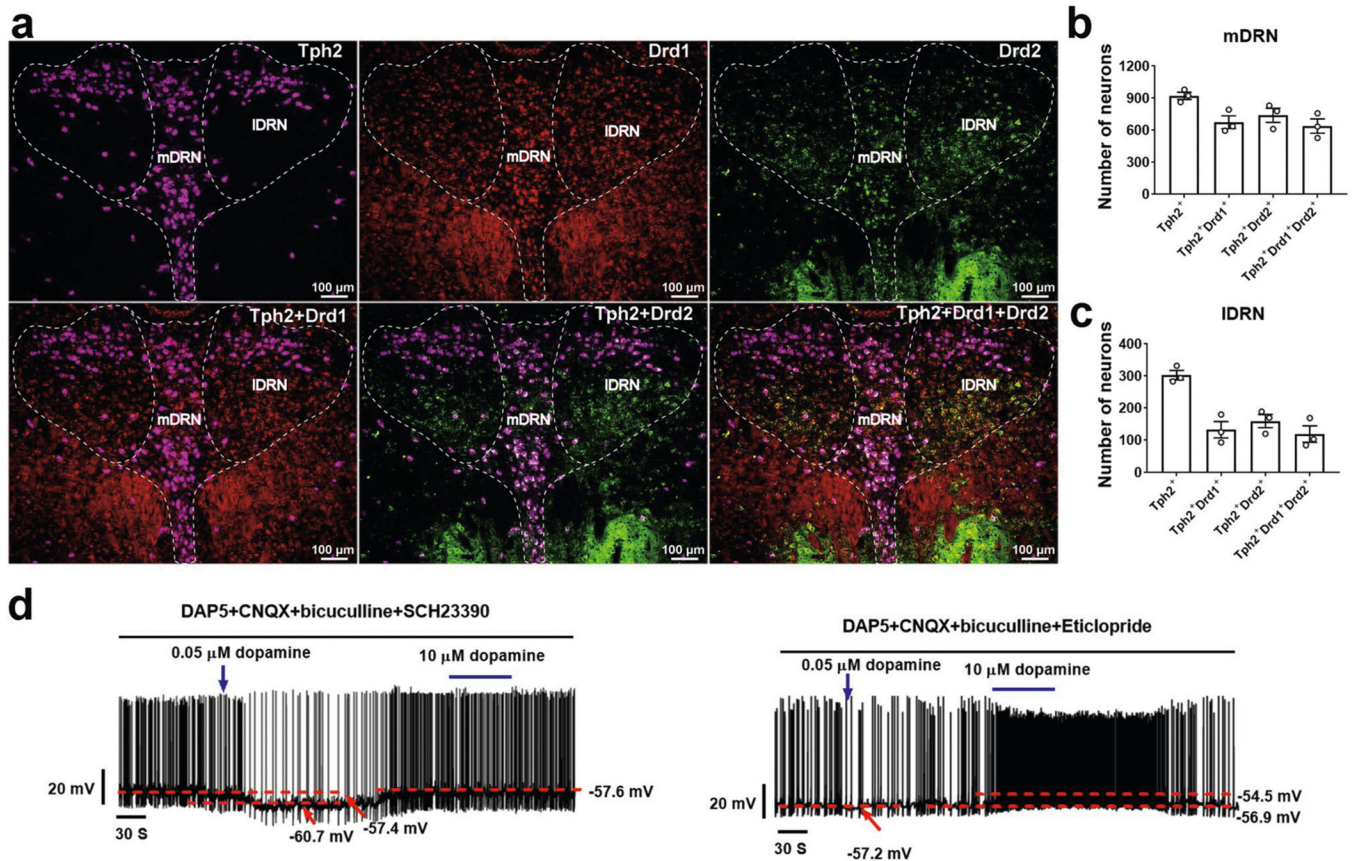 a
Tph2
Drd1
Drd2
mDRN
lDRN
mDRN
lDRN
mDRN
lDRN
100 µm
100 µm
100 µm
Tph2+Drd1
Tph2+Drd2
Tph2+Drd1+Drd2
mDRN
lDRN
mDRN
lDRN
mDRN
lDRN
100 µm
100 µm
100 µm
b
mDRN
Number of neurons
1200
900
600
300
0
Tph2⁺
Tph2⁺Drd1⁺
Tph2⁺Drd2⁺
Tph2⁺Drd1⁺Drd2⁺
c
lDRN
Number of neurons
400
300
200
100
0
Tph2⁺
Tph2⁺Drd1⁺
Tph2⁺Drd2⁺
Tph2⁺Drd1⁺Drd2⁺
d
DAP5+CNQX+bicuculline+SCH23390
0.05 µM dopamine
10 µM dopamine
20 mV
30 S
-60.7 mV
-57.4 mV
-57.6 mV
DAP5+CNQX+bicuculline+Eticlopride
0.05 µM dopamine
10 µM dopamine
20 mV
30 S
-57.2 mV
-54.5 mV
-56.9 mV